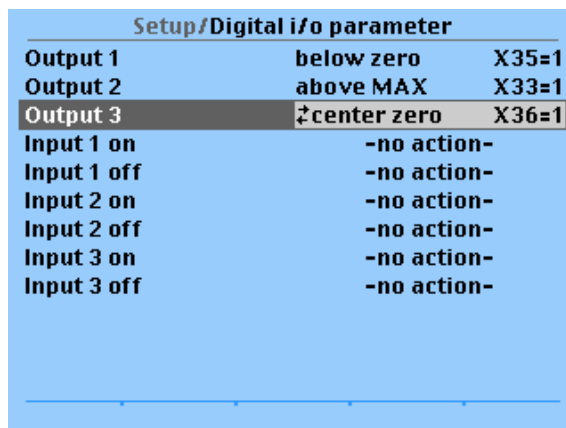 Setup/Digital i/o parameter
Output 1 below zero X35=1
Output 2 above MAX X33=1
Output 3 ⇄center zero X36=1
Input 1 on -no action-
Input 1 off -no action-
Input 2 on -no action-
Input 2 off -no action-
Input 3 on -no action-
Input 3 off -no action-